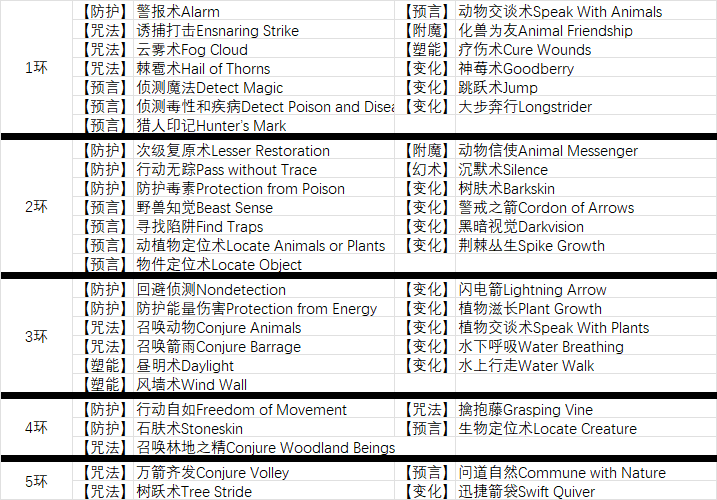 1环
【防护】 警报术Alarm 【预言】 动物交谈术Speak With Animals
【咒法】 诱捕打击Ensnaring Strike 【附魔】 化兽为友Animal Friendship
【咒法】 云雾术Fog Cloud 【塑能】 疗伤术Cure Wounds
【咒法】 棘雹术Hail of Thorns 【变化】 神莓术Goodberry
【预言】 侦测魔法Detect Magic 【变化】 跳跃术Jump
【预言】 侦测毒性和疾病Detect Poison and Disea 【变化】 大步奔行Longstrider
【预言】 猎人印记Hunter's Mark
2环
【防护】 次级复原术Lesser Restoration 【附魔】 动物信使Animal Messenger
【防护】 行动无踪Pass without Trace 【幻术】 沉默术Silence
【防护】 防护毒素Protection from Poison 【变化】 树肤术Barkskin
【预言】 野兽知觉Beast Sense 【变化】 警戒之箭Cordon of Arrows
【预言】 寻找陷阱Find Traps 【变化】 黑暗视觉Darkvision
【预言】 动植物定位术Locate Animals or Plants 【变化】 荆棘丛生Spike Growth
【预言】 物件定位术Locate Object
3环
【防护】 回避侦测Nondetection 【变化】 闪电箭Lightning Arrow
【防护】 防护能量伤害Protection from Energy 【变化】 植物滋长Plant Growth
【咒法】 召唤动物Conjure Animals 【变化】 植物交谈术Speak With Plants
【咒法】 召唤箭雨Conjure Barrage 【变化】 水下呼吸Water Breathing
【塑能】 昼明术Daylight 【变化】 水上行走Water Walk
【塑能】 风墙术Wind Wall
4环
【防护】 行动自如Freedom of Movement 【咒法】 擒抱藤Grasping Vine
【防护】 石肤术Stoneskin 【预言】 生物定位术Locate Creature
【咒法】 召唤林地之精Conjure Woodland Beings
5环
【咒法】 万箭齐发Conjure Volley 【预言】 问道自然Commune with Nature
【咒法】 树跃术Tree Stride 【变化】 迅捷箭袋Swift Quiver